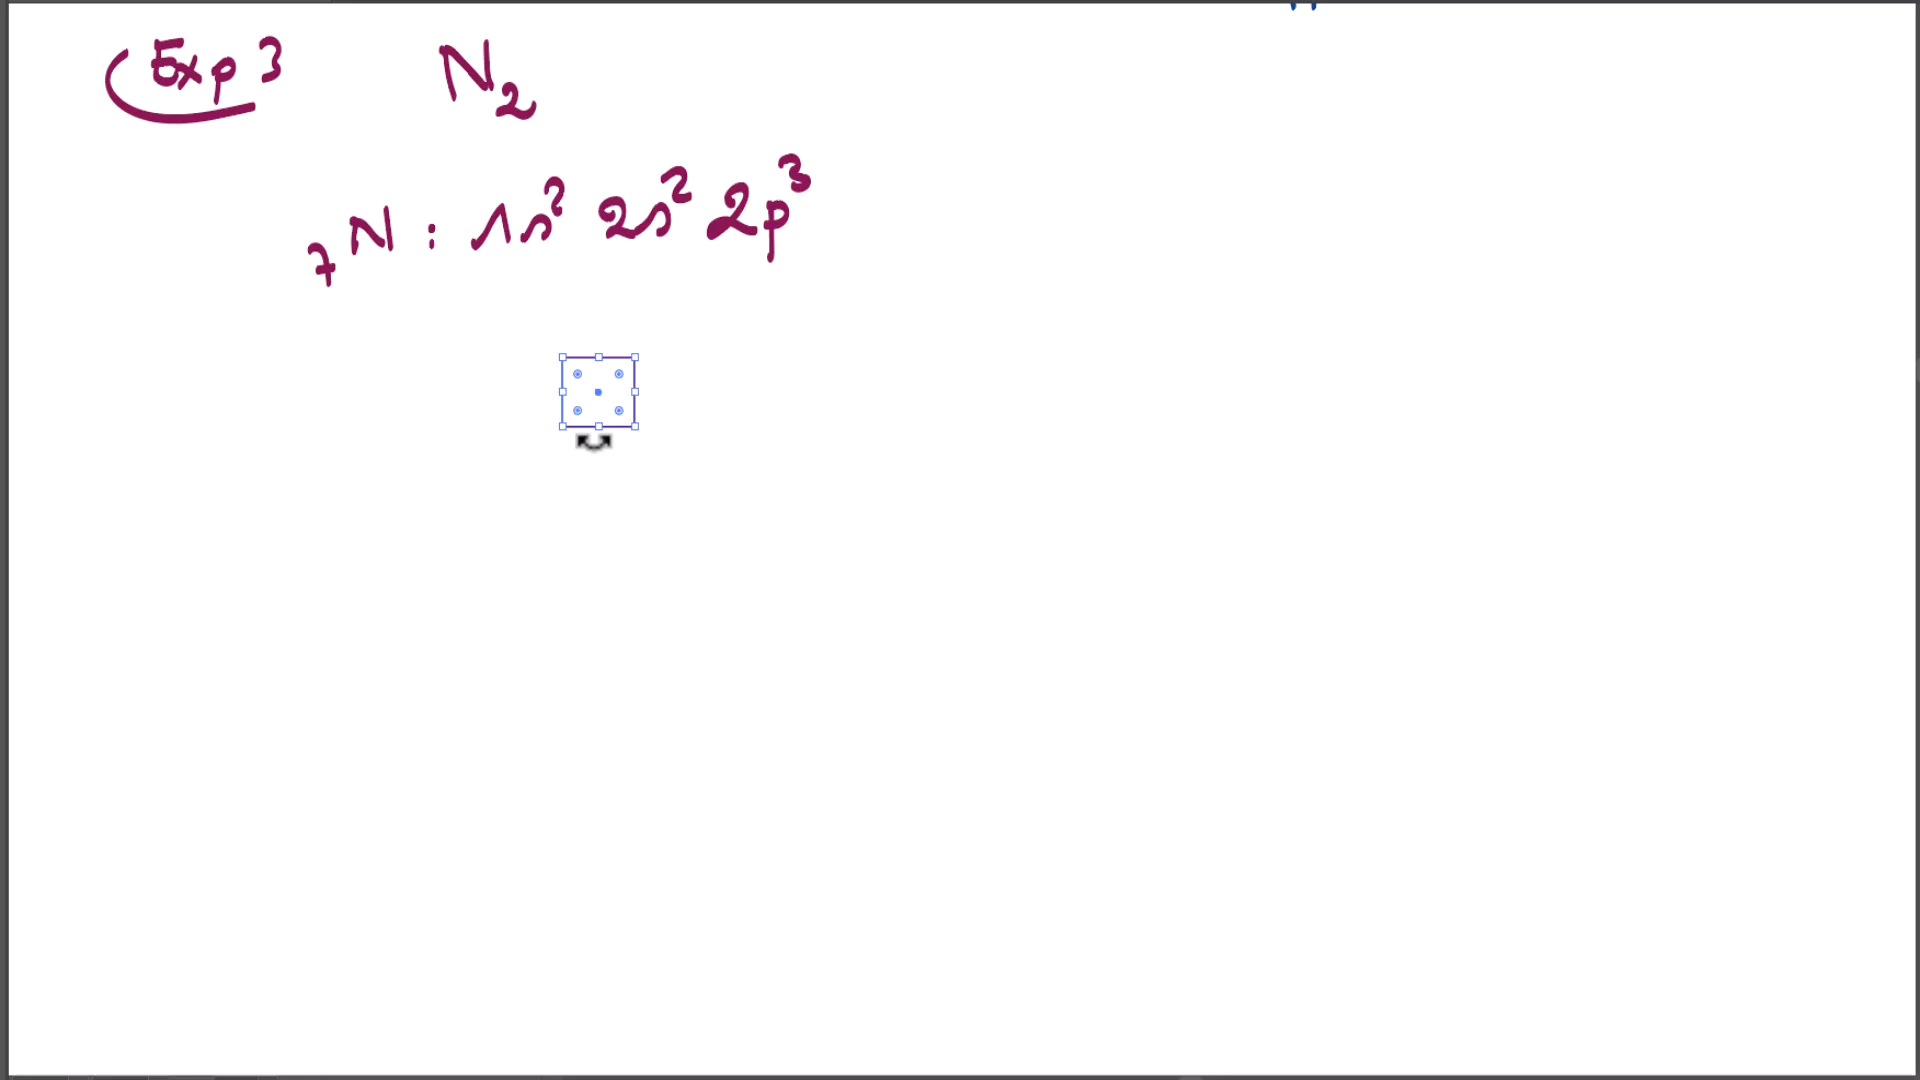 Exp 3 N₂
₇N : 1s² 2s² 2p³